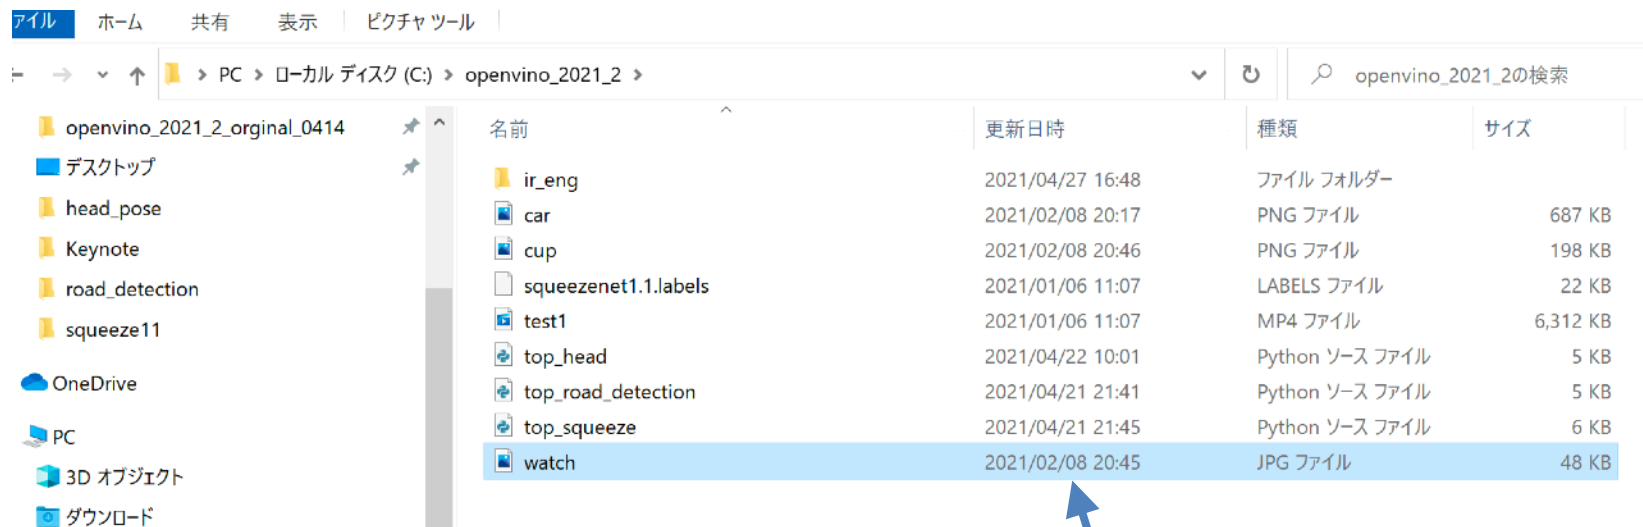 アイル ホーム 共有 表示 ピクチャ ツール
PC ローカル ディスク (C:) openvino_2021_2 openvino_2021_2の検索
openvino_2021_2_orginal_0414
デスクトップ
head_pose
Keynote
road_detection
squeeze11
OneDrive
PC
3D オブジェクト
ダウンロード
名前 更新日時 種類 サイズ
ir_eng 2021/04/27 16:48 ファイル フォルダー
car 2021/02/08 20:17 PNG ファイル 687 KB
cup 2021/02/08 20:46 PNG ファイル 198 KB
squeezenet1.1.labels 2021/01/06 11:07 LABELS ファイル 22 KB
test1 2021/01/06 11:07 MP4 ファイル 6,312 KB
top_head 2021/04/22 10:01 Python ソース ファイル 5 KB
top_road_detection 2021/04/21 21:41 Python ソース ファイル 5 KB
top_squeeze 2021/04/21 21:45 Python ソース ファイル 6 KB
watch 2021/02/08 20:45 JPG ファイル 48 KB